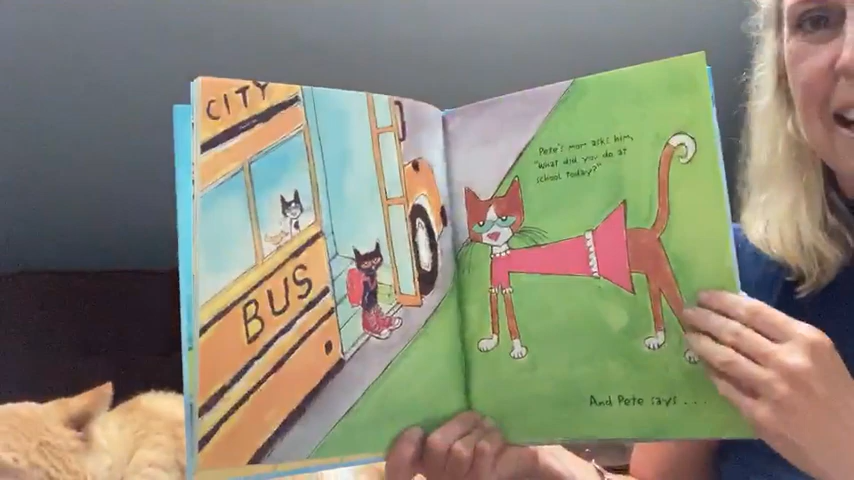 CITY
BUS
Pete's mom asks him,
"What did you do at
school today?"
And Pete says . . .